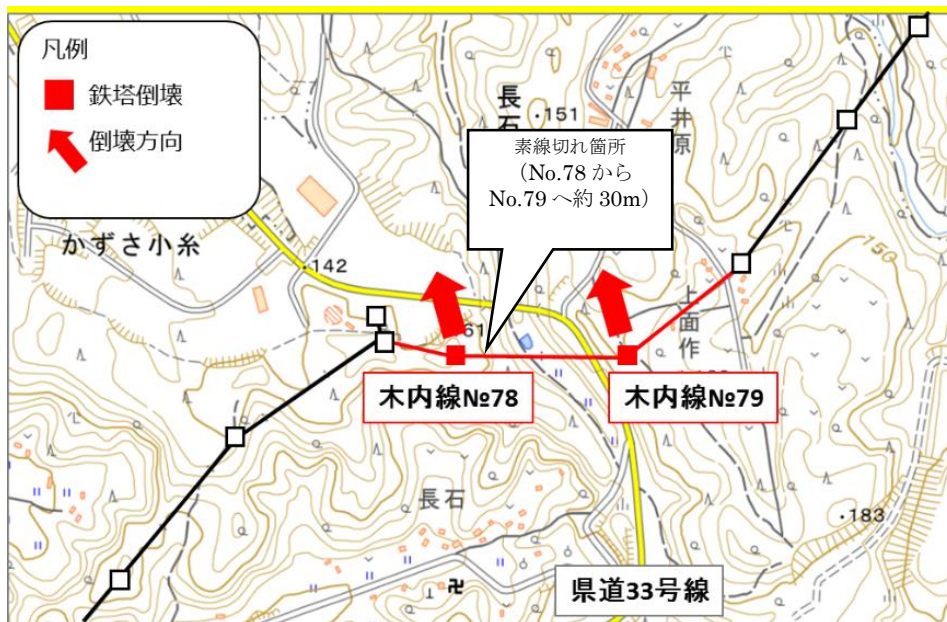 凡例
鉄塔倒壊
倒壊方向
長石
・151
平井原
素線切れ箇所
（No.78 から
No.79 へ約 30m）
かずさ小糸
・142
150
上面作
61
木内線№78
木内線№79
長石
・183
県道33号線